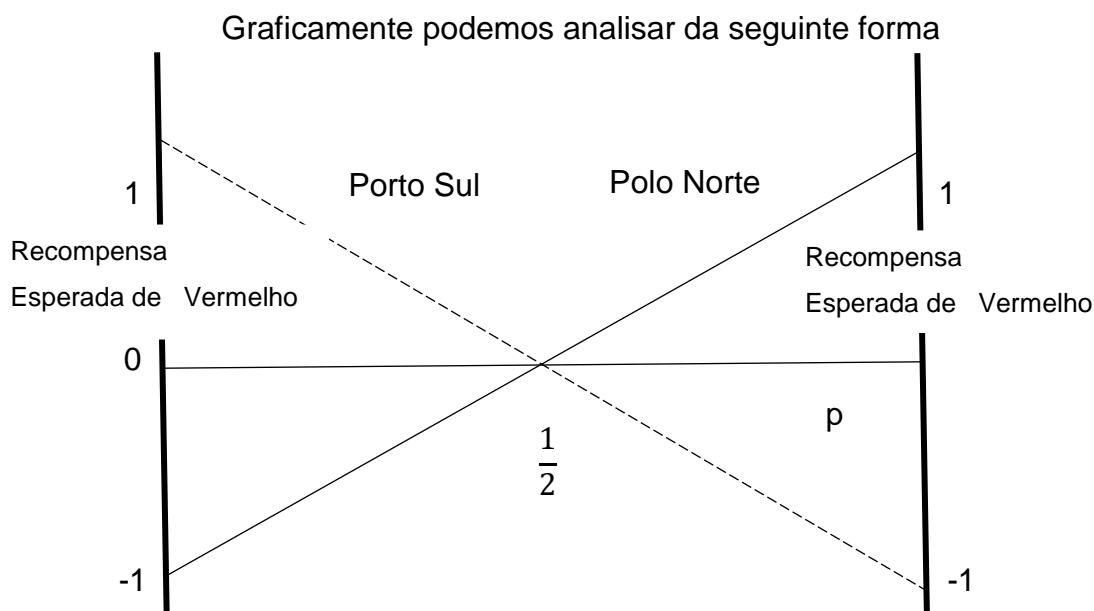 Graficamente podemos analisar da seguinte forma
Porto Sul
Polo Norte
1
1
Recompensa
Esperada de Vermelho
Recompensa
Esperada de Vermelho
0
p
1
2
-1
-1